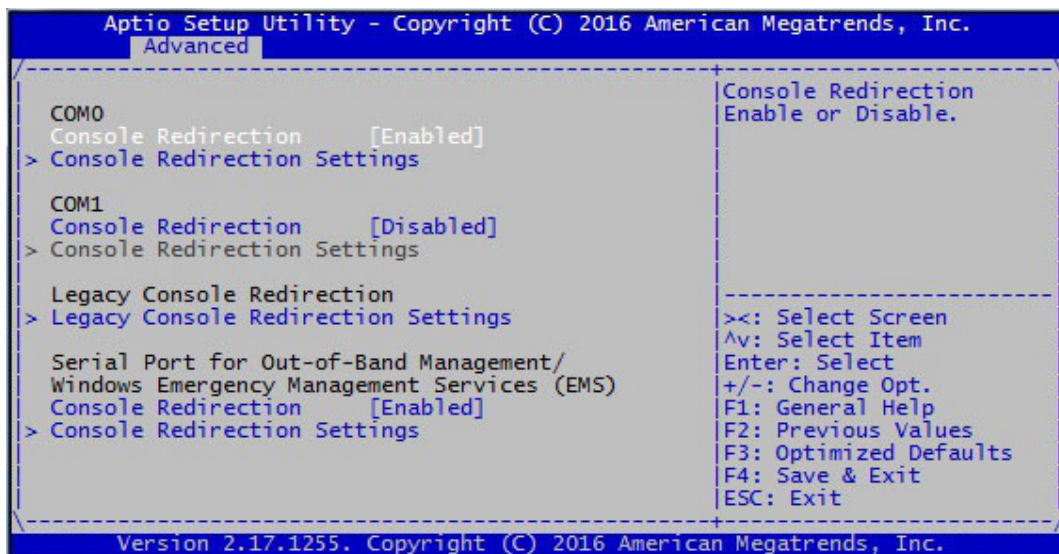 Aptio Setup Utility - Copyright (C) 2016 American Megatrends, Inc.
Advanced
COM0
Console Redirection [Enabled]
> Console Redirection Settings
COM1
Console Redirection [Disabled]
> Console Redirection Settings
Legacy Console Redirection
> Legacy Console Redirection Settings
Serial Port for Out-of-Band Management/
Windows Emergency Management Services (EMS)
Console Redirection [Enabled]
> Console Redirection Settings
Console Redirection
Enable or Disable.
><: Select Screen
^v: Select Item
Enter: Select
+/-: Change Opt.
F1: General Help
F2: Previous Values
F3: Optimized Defaults
F4: Save & Exit
ESC: Exit
Version 2.17.1255. Copyright (C) 2016 American Megatrends, Inc.